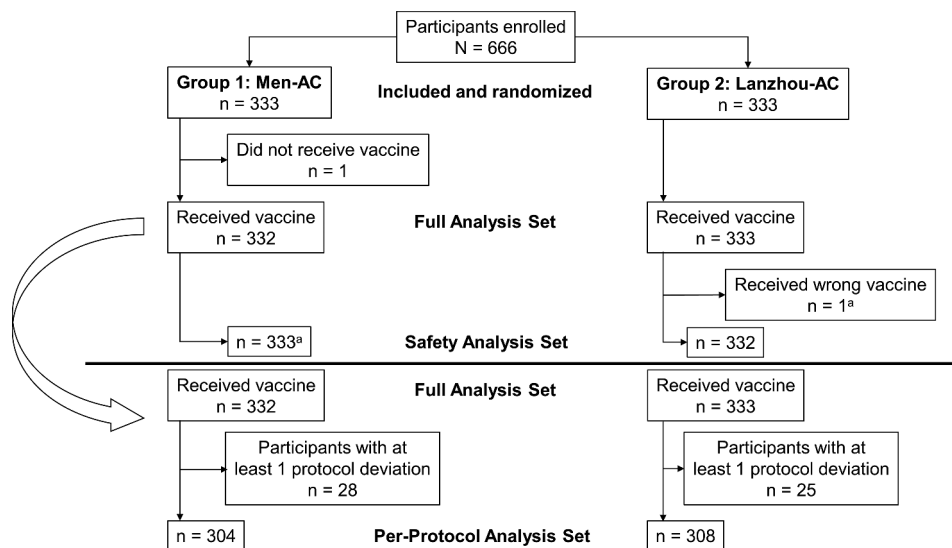 Participants enrolled
N = 666
Group 1: Men-AC
n = 333
Included and randomized
Group 2: Lanzhou-AC
n = 333
Did not receive vaccine
n = 1
Received vaccine
n = 332
Full Analysis Set
Received vaccine
n = 333
Received wrong vaccine
n = 1ᵃ
n = 333ᵃ
Safety Analysis Set
n = 332
Received vaccine
n = 332
Full Analysis Set
Received vaccine
n = 333
Participants with at
least 1 protocol deviation
n = 28
Participants with at
least 1 protocol deviation
n = 25
n = 304
Per-Protocol Analysis Set
n = 308